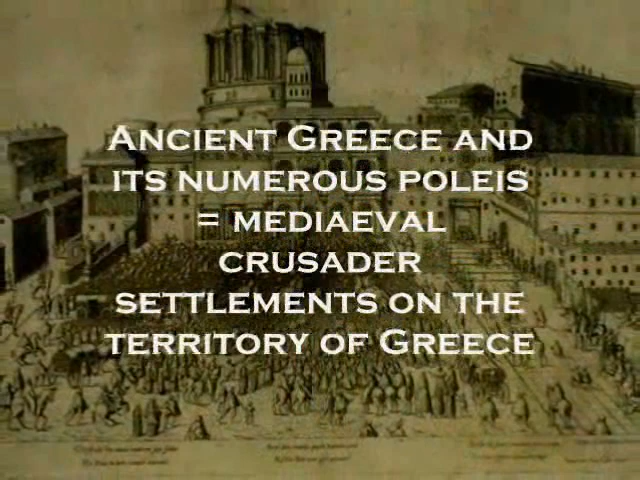 Ancient Greece and
its numerous poleis
= mediaeval
crusader
settlements on the
territory of Greece